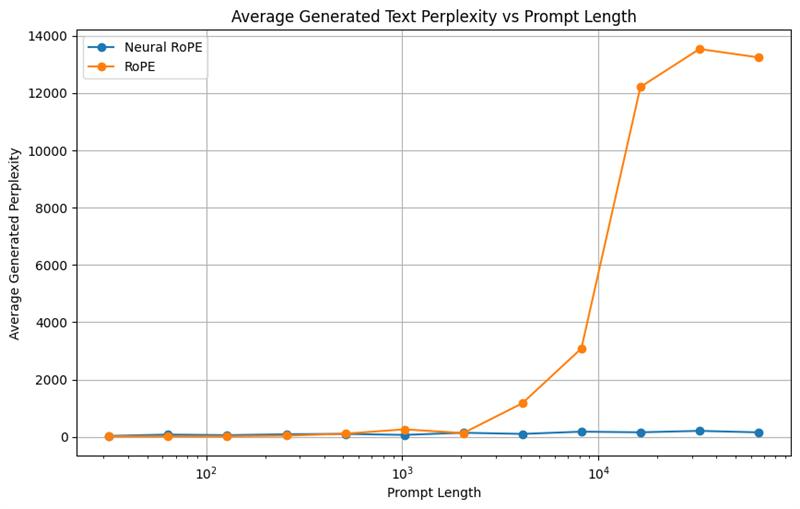 Average Generated Text Perplexity vs Prompt Length
Neural RoPE
RoPE
14000
12000
10000
8000
6000
4000
2000
0
Average Generated Perplexity
10²
10³
10⁴
Prompt Length